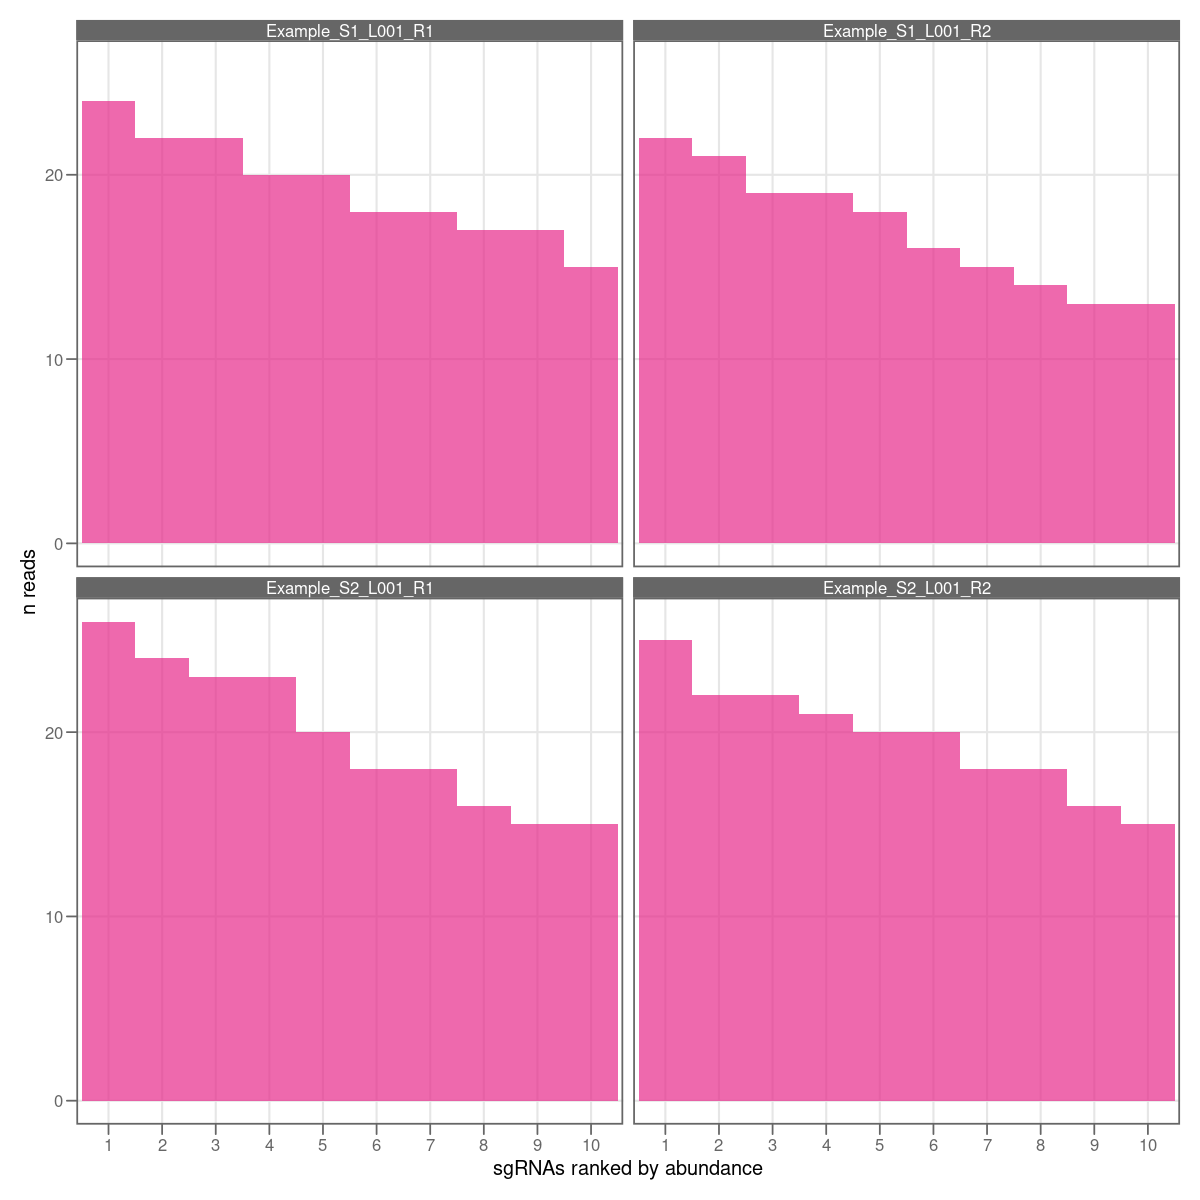 Example_S1_L001_R1
Example_S1_L001_R2
20
10
0
n reads
Example_S2_L001_R1
Example_S2_L001_R2
20
10
0
1 2 3 4 5 6 7 8 9 10
1 2 3 4 5 6 7 8 9 10
sgRNAs ranked by abundance